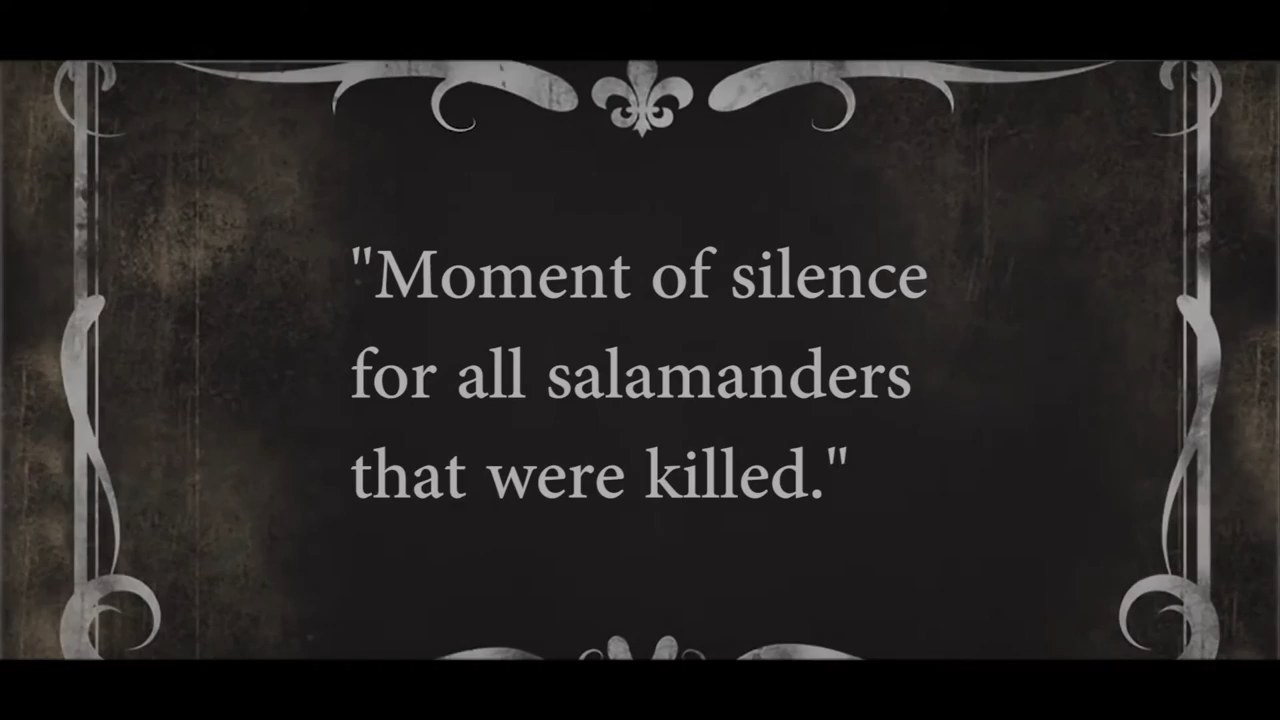 "Moment of silence
for all salamanders
that were killed."